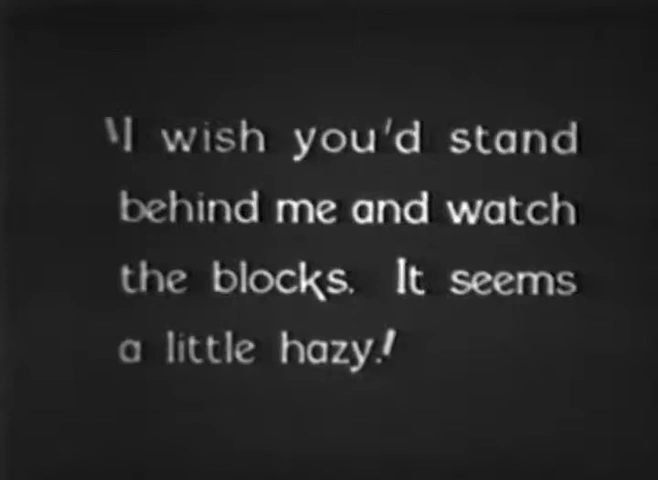 "I wish you'd stand
behind me and watch
the blocks. It seems
a little hazy."